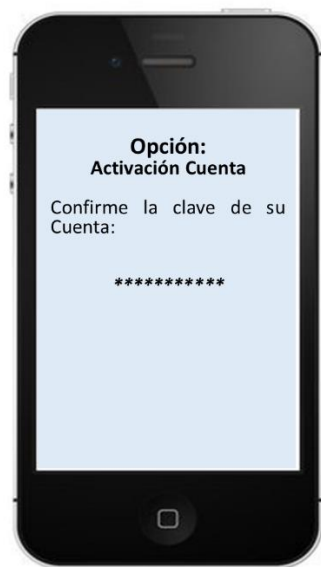 Opción:
Activación Cuenta
Confirme la clave de su
Cuenta:
***********